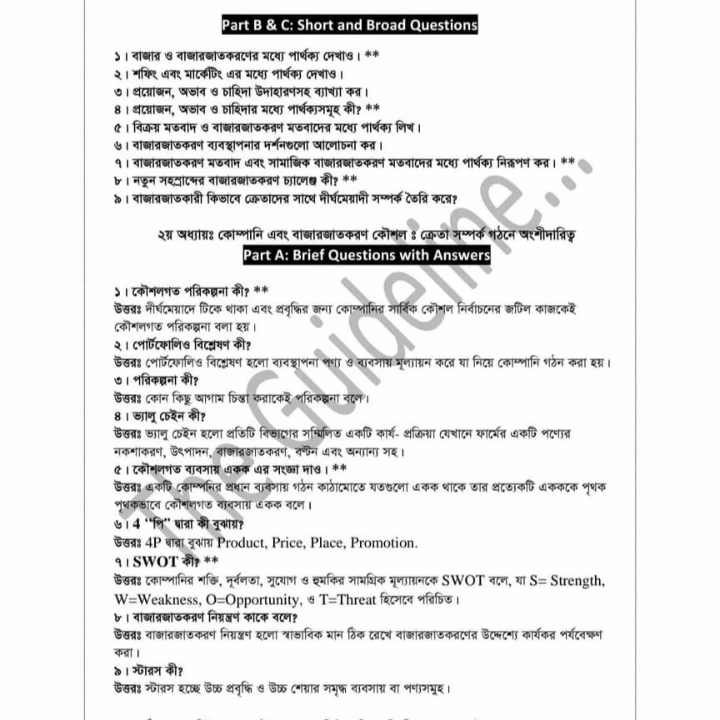 Part B & C: Short and Broad Questions
১। বাজার ও বাজারজাতকরণের মধ্যে পার্থক্য দেখাও। **
২। শফিং এবং মার্কেটিং এর মধ্যে পার্থক্য দেখাও।
৩। প্রয়োজন, অভাব ও চাহিদা উদাহরণসহ ব্যাখ্যা কর।
৪। প্রয়োজন, অভাব ও চাহিদার মধ্যে পার্থক্যসমূহ কী? **
৫। বিক্রয় মতবাদ ও বাজারজাতকরণ মতবাদের মধ্যে পার্থক্য লিখ।
৬। বাজারজাতকরণ ব্যবস্থাপনার দর্শনগুলো আলোচনা কর।
৭। বাজারজাতকরণ মতবাদ এবং সামাজিক বাজারজাতকরণ মতবাদের মধ্যে পার্থক্য নিরূপণ কর। **
৮। নতুন সহস্রাব্দের বাজারজাতকরণ চ্যালেঞ্জ কী? **
৯। বাজারজাতকারী কিভাবে ক্রেতাদের সাথে দীর্ঘমেয়াদী সম্পর্ক তৈরি করে?
২য় অধ্যায়ঃ কোম্পানি এবং বাজারজাতকরণ কৌশল ঃ ক্রেতা সম্পর্ক গঠনে অংশীদারিত্ব
Part A: Brief Questions with Answers
১। কৌশলগত পরিকল্পনা কী? **
উত্তরঃ দীর্ঘমেয়াদে টিকে থাকা এবং প্রবৃদ্ধির জন্য কোম্পানির সার্বিক কৌশল নির্বাচনের জটিল কাজকেই
কৌশলগত পরিকল্পনা বলা হয়।
২। পোর্টফোলিও বিশ্লেষণ কী?
উত্তরঃ পোর্টফোলিও বিশ্লেষণ হলো ব্যবস্থাপনা পণ্য ও ব্যবসায় মূল্যায়ন করে যা নিয়ে কোম্পানি গঠন করা হয়।
৩। পরিকল্পনা কী?
উত্তরঃ কোন কিছু আগাম চিন্তা করাকেই পরিকল্পনা বলে।
৪। ভ্যালু চেইন কী?
উত্তরঃ ভ্যালু চেইন হলো প্রতিটি বিভাগের সম্মিলিত একটি কার্য- প্রক্রিয়া যেখানে ফার্মের একটি পণ্যের
নকশাকরণ, উৎপাদন, বাজারজাতকরণ, বণ্টন এবং অন্যান্য সহ।
৫। কৌশলগত ব্যবসায় একক এর সংজ্ঞা দাও। **
উত্তরঃ একটি কোম্পনির প্রধান ব্যবসায় গঠন কাঠামোতে যতগুলো একক থাকে তার প্রত্যেকটি এককেকে পৃথক
পৃথকভাবে কৌশলগত ব্যবসায় একক বলে।
৬। 4 “পি” দ্বারা কী বুঝায়?
উত্তরঃ 4P দ্বারা বুঝায় Product, Price, Place, Promotion.
৭। SWOT কী? **
উত্তরঃ কোম্পানির শক্তি, দূর্বলতা, সুযোগ ও হুমকির সামগ্রিক মূল্যায়নকে SWOT বলে, যা S= Strength,
W=Weakness, O=Opportunity, ও T=Threat হিসেবে পরিচিত।
৮। বাজারজাতকরণ নিয়ন্ত্রণ কাকে বলে?
উত্তরঃ বাজারজাতকরণ নিয়ন্ত্রণ হলো স্বাভাবিক মান ঠিক রেখে বাজারজাতকরণের উদ্দেশ্যে কার্যকর পর্যবেক্ষণ
করা।
৯। স্টারস কী?
উত্তরঃ স্টারস হচ্ছে উচ্চ প্রবৃদ্ধি ও উচ্চ শেয়ার সমৃদ্ধ ব্যবসায় বা পণ্যসমুহ।
The Guideline...